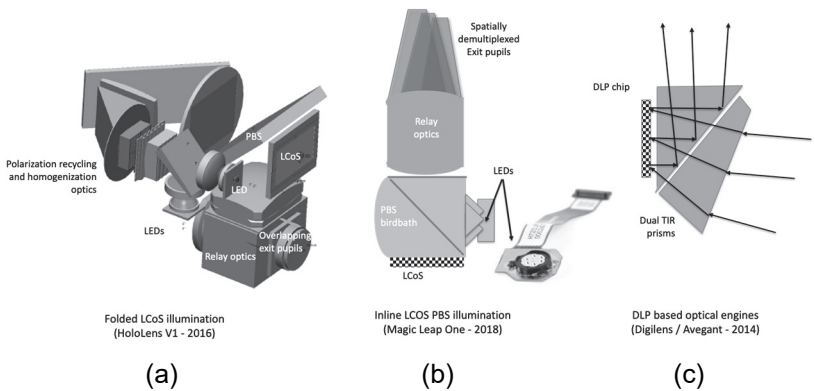 Polarization recycling
and homogenization
optics
LEDs
PBS
LED
LCoS
Overlapping
exit pupils
Relay optics
Folded LCoS illumination
(HoloLens V1 - 2016)
(a)
Spatially
demultiplexed
Exit pupils
Relay
optics
LEDs
PBS
birdbath
LCoS
Inline LCOS PBS illumination
(Magic Leap One - 2018)
(b)
DLP chip
Dual TIR
prisms
DLP based optical engines
(Digilens / Avegant - 2014)
(c)